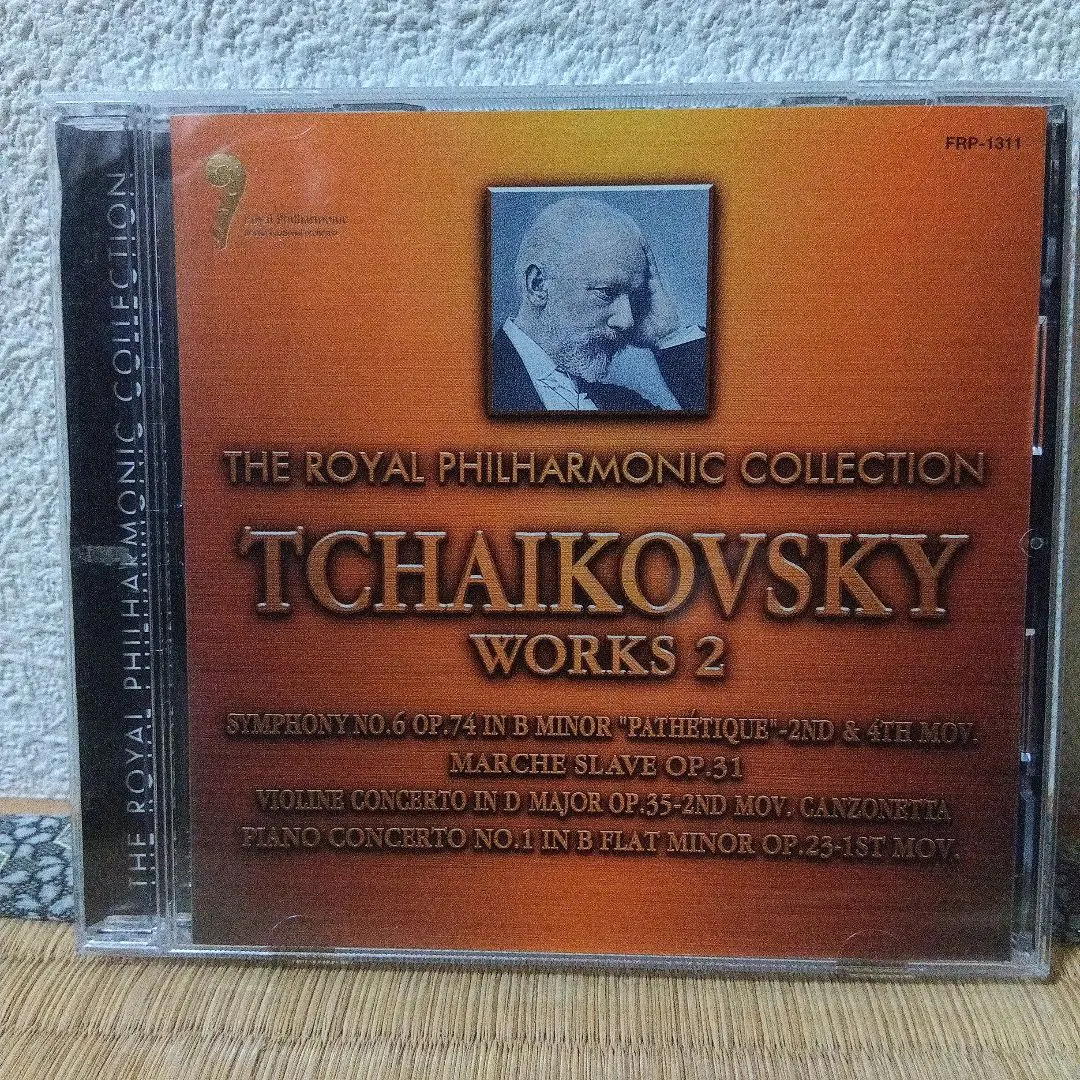 FRP-1311
Royal Philharmonic
THE ROYAL PHILHARMONIC COLLECTION
THE ROYAL PHILHARMONIC COLLECTION
TCHAIKOVSKY
WORKS 2
SYMPHONY NO.6 OP.74 IN B MINOR "PATHÉTIQUE"-2ND & 4TH MOV.
MARCHE SLAVE OP.31
VIOLINE CONCERTO IN D MAJOR OP.35-2ND MOV. CANZONETTA
PIANO CONCERTO NO.1 IN B FLAT MINOR OP.23-1ST MOV.